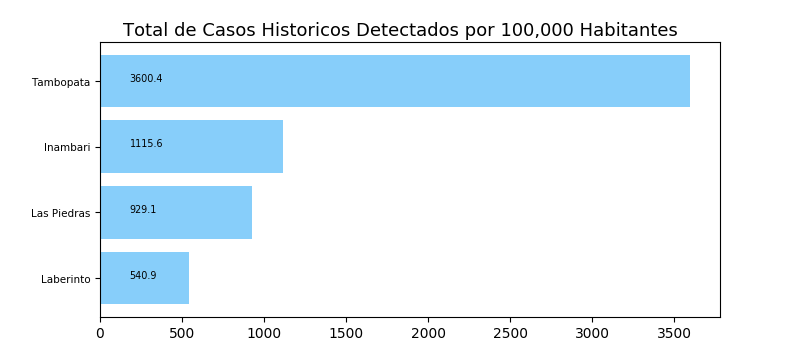 Total de Casos Historicos Detectados por 100,000 Habitantes
Tambopata 3600.4
Inambari 1115.6
Las Piedras 929.1
Laberinto 540.9
0 500 1000 1500 2000 2500 3000 3500